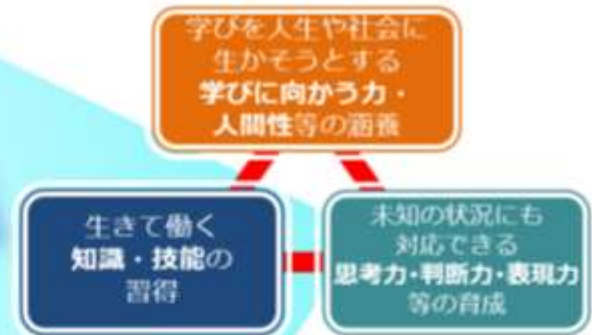 学びを人生や社会に
生かそうとする
学びに向かう力・
人間性等の涵養
生きて働く
知識・技能の
習得
未知の状況にも
対応できる
思考力・判断力・表現力
等の育成